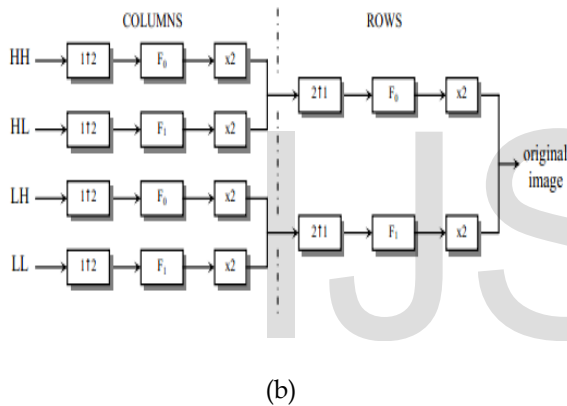 COLUMNS ROWS
HH 1↑2 F₀ x2
2↑1 F₀ x2
HL 1↑2 F₁ x2
original
image
LH 1↑2 F₀ x2
2↑1 F₁ x2
LL 1↑2 F₁ x2
IJS
(b)